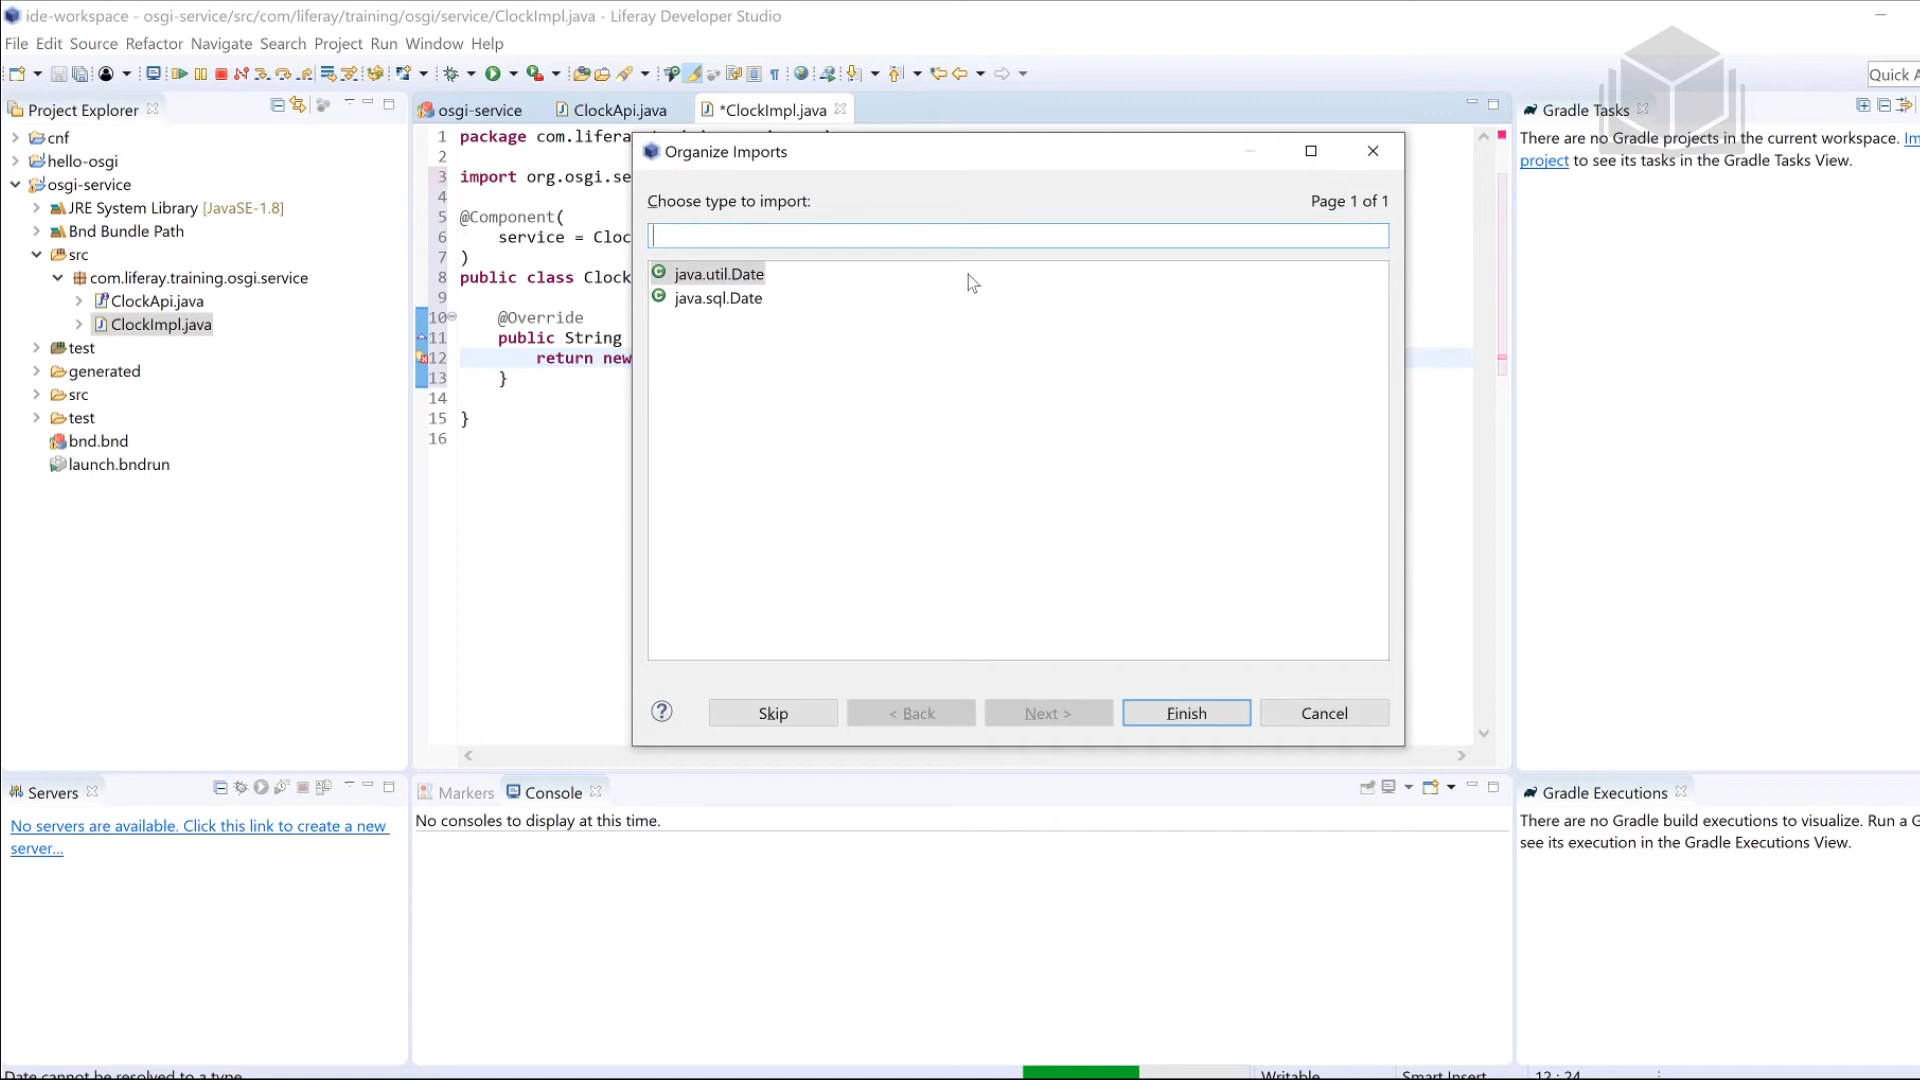 ide-workspace - osgi-service/src/com/liferay/training/osgi/service/ClockImpl.java - Liferay Developer Studio
File Edit Source Refactor Navigate Search Project Run Window Help
Quick A
Project Explorer
cnf
hello-osgi
osgi-service
JRE System Library [JavaSE-1.8]
Bnd Bundle Path
src
com.liferay.training.osgi.service
ClockApi.java
ClockImpl.java
test
generated
src
test
bnd.bnd
launch.bndrun
osgi-service
ClockApi.java
*ClockImpl.java
1 package com.lifera
2
3 import org.osgi.se
4
5 @Component(
6 service = Cloc
7 )
8 public class Clock
9
10 @Override
11 public String
12 return new
13 }
14
15 }
16
Organize Imports
Choose type to import:
Page 1 of 1
java.util.Date
java.sql.Date
Skip
< Back
Next >
Finish
Cancel
Gradle Tasks
There are no Gradle projects in the current workspace. Im
project to see its tasks in the Gradle Tasks View.
Servers
No servers are available. Click this link to create a new
server...
Markers
Console
No consoles to display at this time.
Gradle Executions
There are no Gradle build executions to visualize. Run a G
see its execution in the Gradle Executions View.
Date cannot be resolved to a type
Writable
Smart Insert
12 : 24